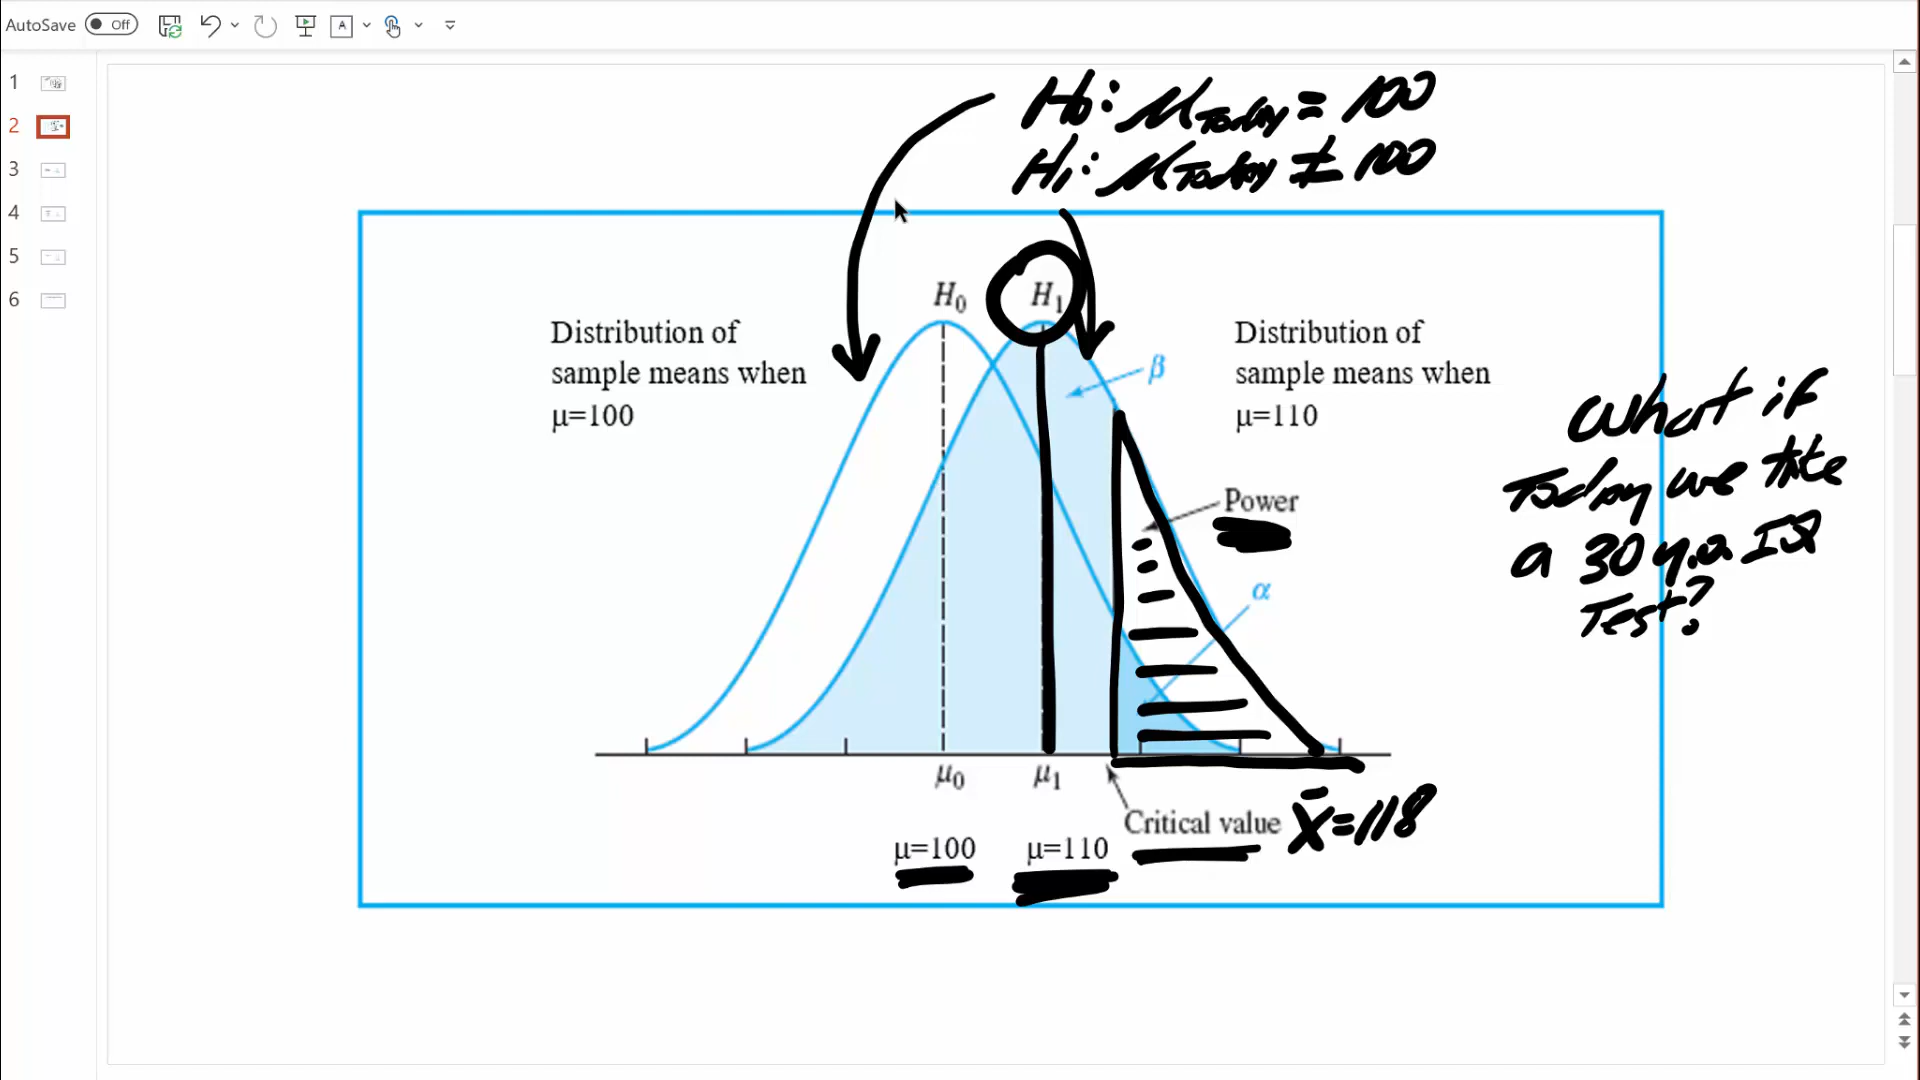 AutoSave Off
A
1
2
3
4
5
6
H₀: μToday = 100
H₁: μToday ≠ 100
H₀
H₁
Distribution of
sample means when
μ=100
Distribution of
sample means when
μ=110
β
Power
α
What if
Today we take
a 30 y.o. IQ
Test?
μ₀
μ₁
Critical value
x̄=118
μ=100
μ=110